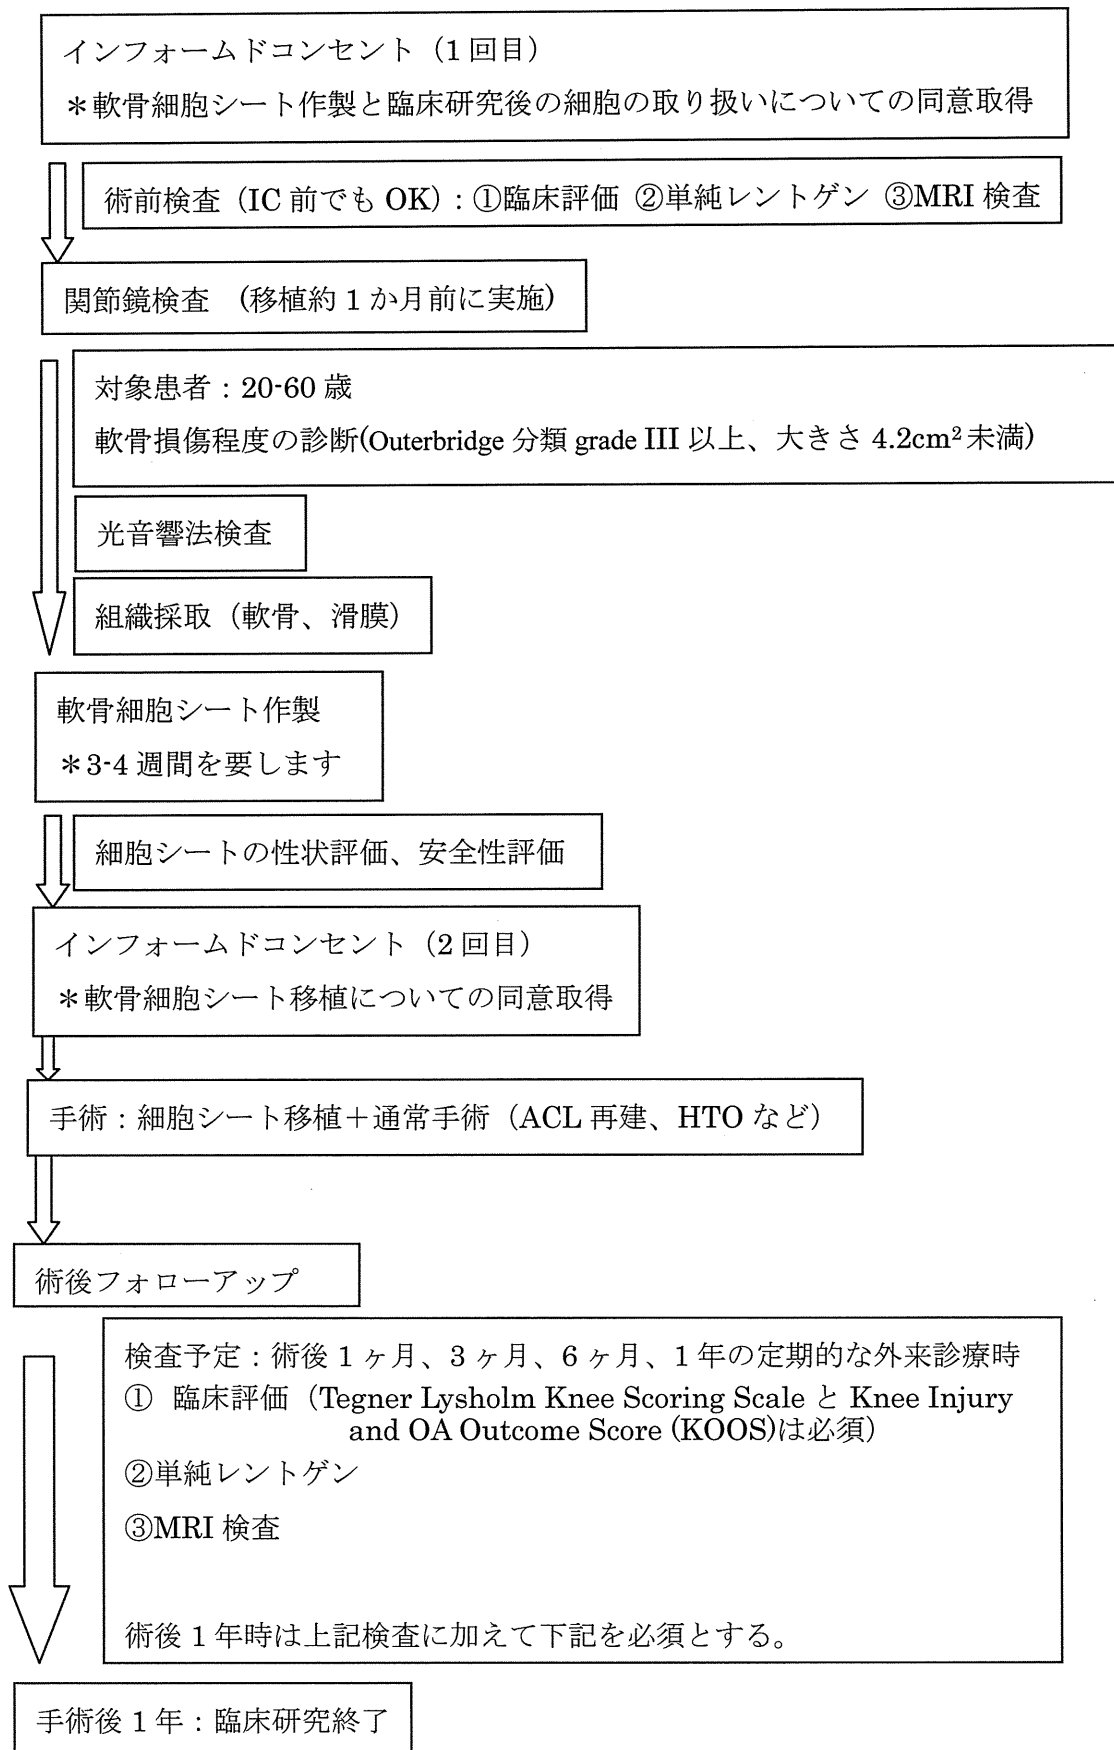 インフォームドコンセント（1回目）
＊軟骨細胞シート作製と臨床研究後の細胞の取り扱いについての同意取得
術前検査（IC 前でも OK）：①臨床評価 ②単純レントゲン ③MRI 検査
関節鏡検査 （移植約 1 か月前に実施)
対象患者：20-60 歳
軟骨損傷程度の診断(Outerbridge 分類 grade III 以上、大きさ 4.2cm² 未満)
光音響法検査
組織採取（軟骨、滑膜）
軟骨細胞シート作製
＊3-4 週間を要します
細胞シートの性状評価、安全性評価
インフォームドコンセント（2回目）
＊軟骨細胞シート移植についての同意取得
手術：細胞シート移植＋通常手術（ACL 再建、HTO など）
術後フォローアップ
検査予定：術後 1 ヶ月、3 ヶ月、6 ヶ月、1 年の定期的な外来診療時
① 臨床評価（Tegner Lysholm Knee Scoring Scale と Knee Injury
and OA Outcome Score (KOOS)は必須）
②単純レントゲン
③MRI 検査
術後 1 年時は上記検査に加えて下記を必須とする。
手術後 1 年：臨床研究終了